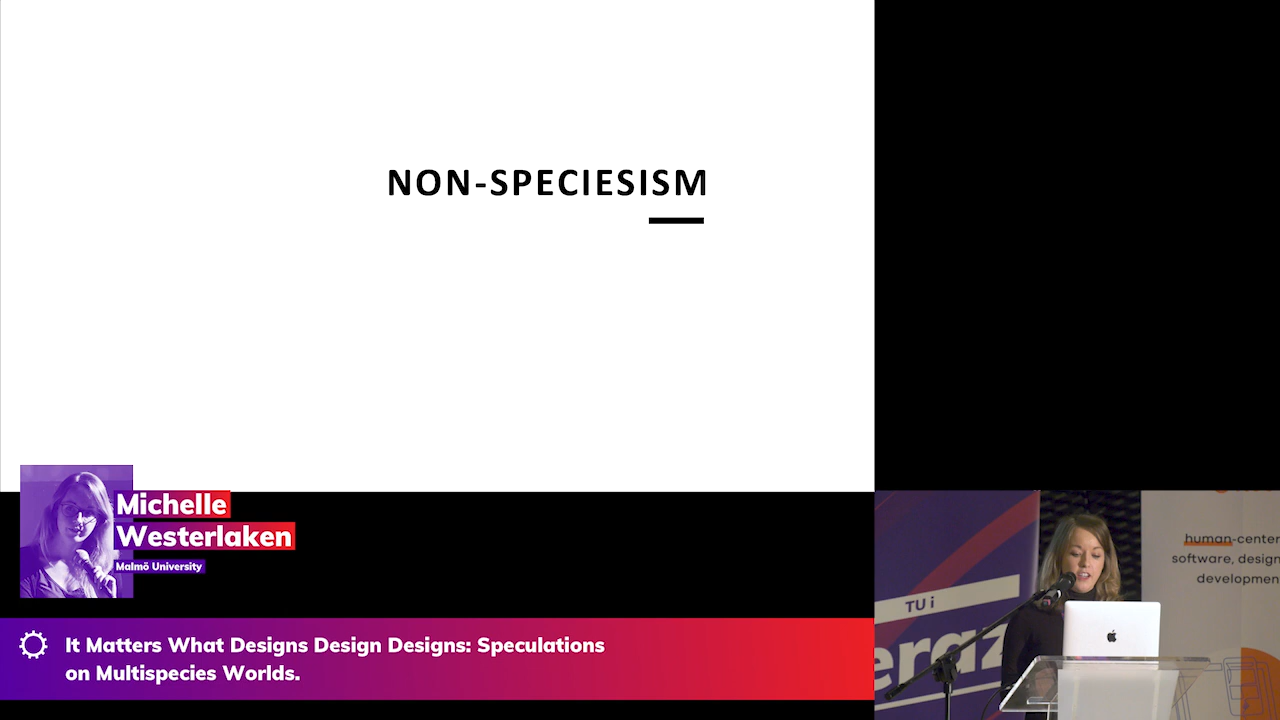 NON-SPECIESISM
Michelle
Westerlaken
Malmö University
It Matters What Designs Design Designs: Speculations
on Multispecies Worlds.
TU i
eraz
human-center
software, design
developmen